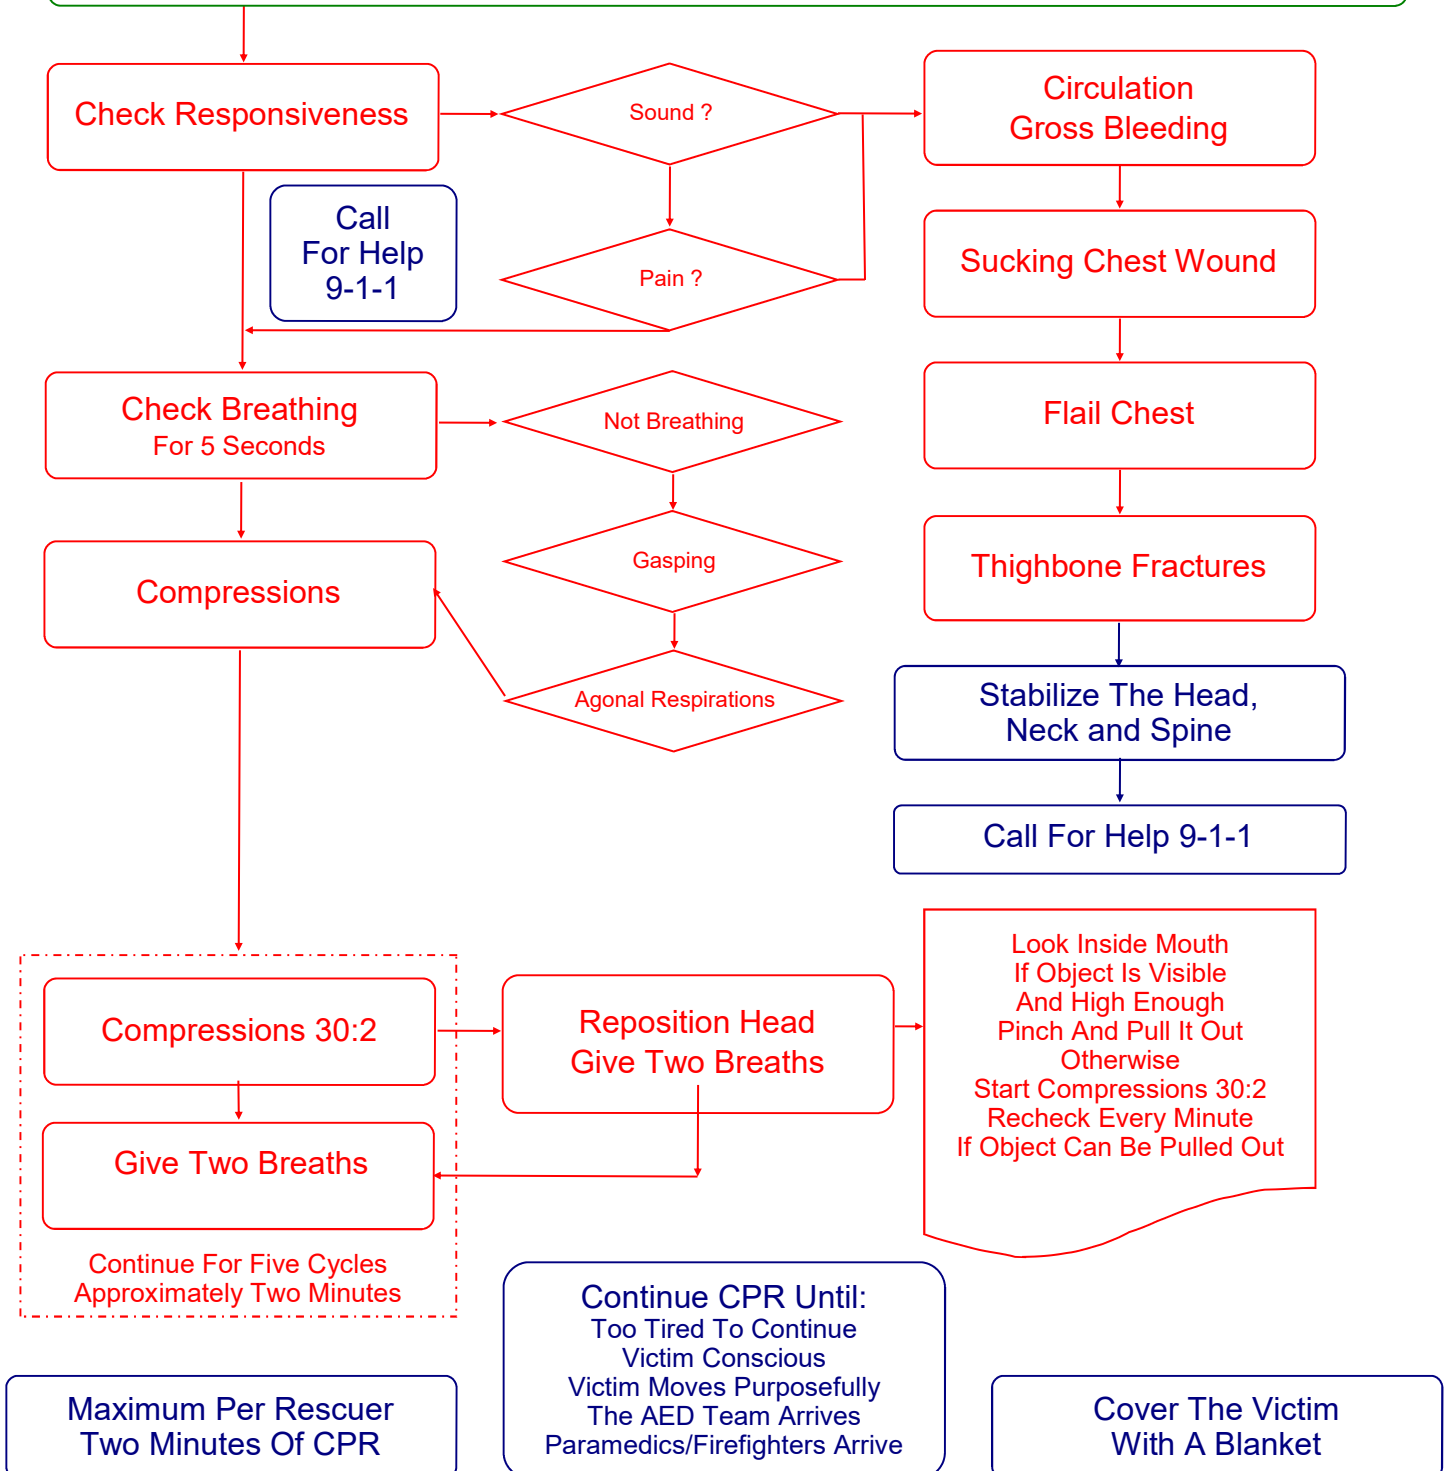 Check Responsiveness
Sound ?
Circulation
Gross Bleeding
Call
For Help
9-1-1
Pain ?
Sucking Chest Wound
Check Breathing
For 5 Seconds
Not Breathing
Flail Chest
Compressions
Gasping
Thighbone Fractures
Agonal Respirations
Stabilize The Head,
Neck and Spine
Call For Help 9-1-1
Compressions 30:2
Give Two Breaths
Continue For Five Cycles
Approximately Two Minutes
Reposition Head
Give Two Breaths
Look Inside Mouth
If Object Is Visible
And High Enough
Pinch And Pull It Out
Otherwise
Start Compressions 30:2
Recheck Every Minute
If Object Can Be Pulled Out
Continue CPR Until:
Too Tired To Continue
Victim Conscious
Victim Moves Purposefully
The AED Team Arrives
Paramedics/Firefighters Arrive
Maximum Per Rescuer
Two Minutes Of CPR
Cover The Victim
With A Blanket